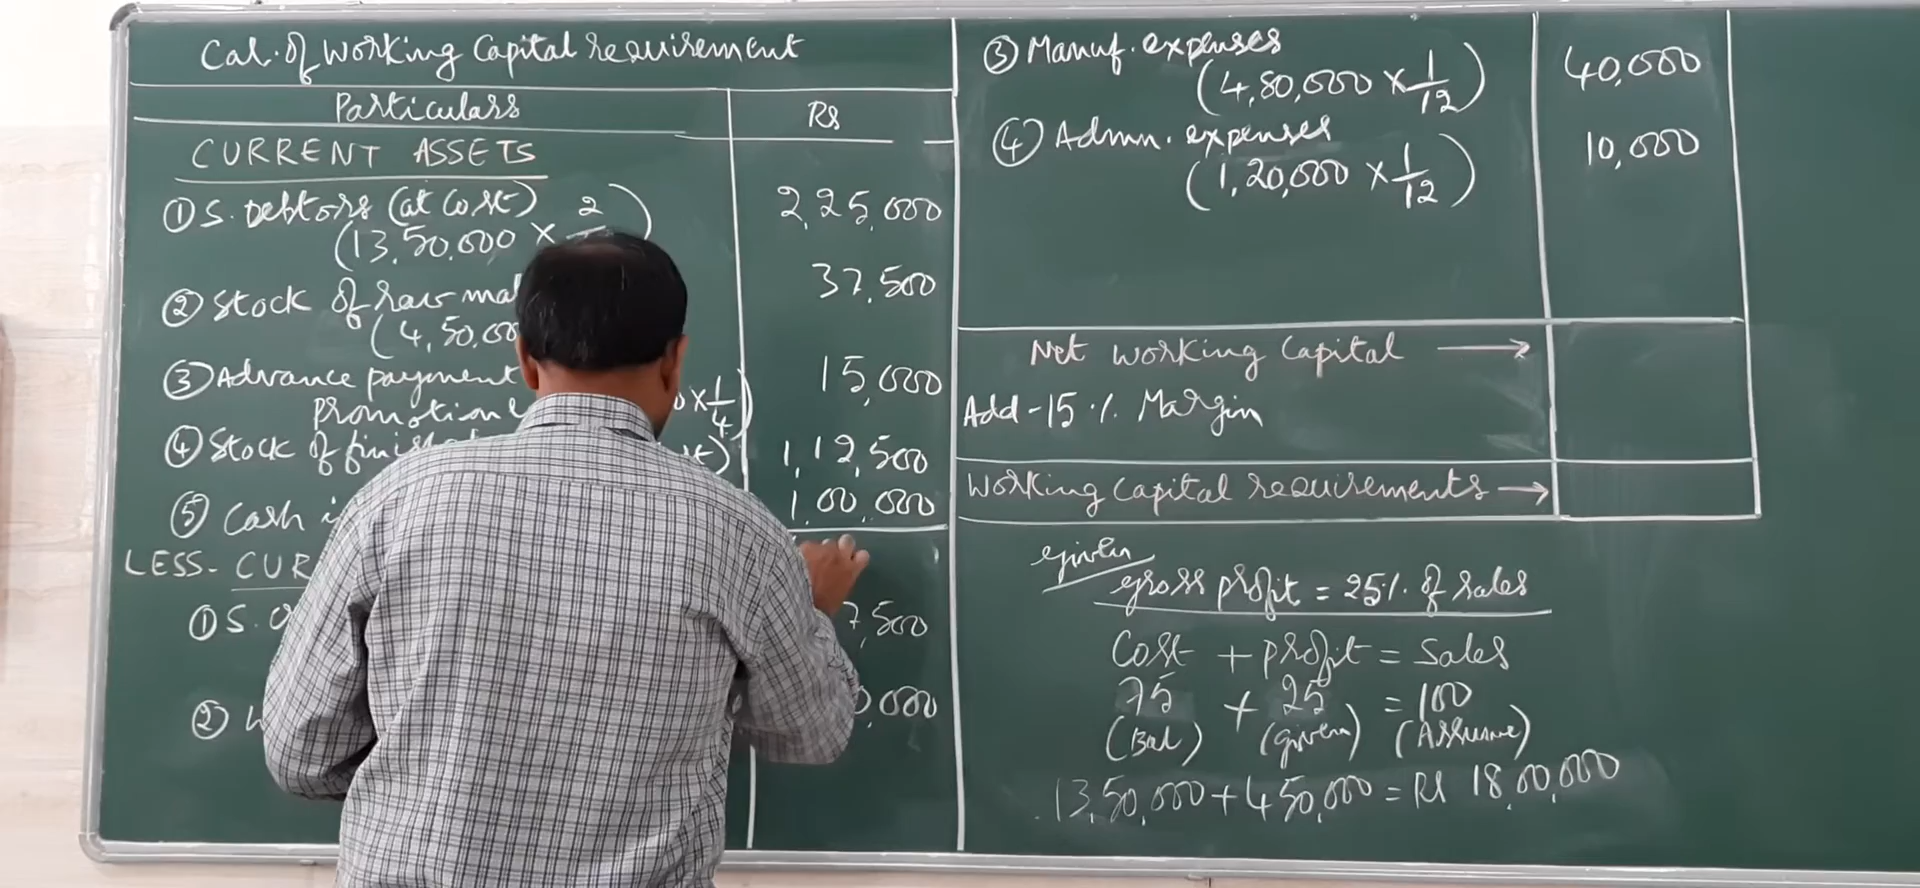 Cal. of Working Capital requirement
Particulars
Rs
CURRENT ASSETS
① S. Debtors (at Cost) 2,25,000
(13,50,000 × 2
② Stock of raw 37,500
(4,50,
③ Advance payment 15,000
promotion × 1/4)
④ Stock of 1,12,500
⑤ Cash 1,00,000
LESS - CUR
① S. 7,500
② 0,000
③ Manuf. expenses 40,000
(4,80,000 × 1/12)
④ Admn. expenses 10,000
(1,20,000 × 1/12)
Net Working Capital →
Add - 15 % Margin
Working Capital requirements →
given
gross profit = 25% of sales
Cost + profit = Sales
75 + 25 = 100
(Bal) (given) (Assume)
13,50,000 + 450,000 = Rs 18,00,000